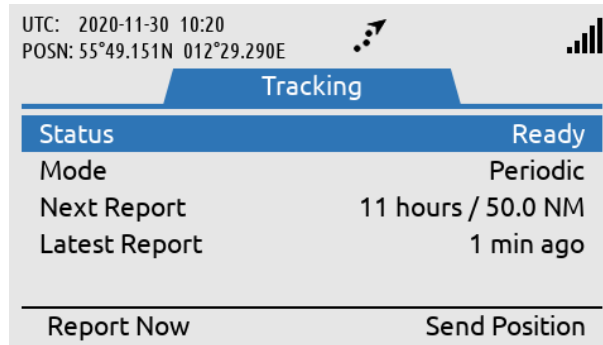 UTC: 2020-11-30 10:20
POSN: 55°49.151N 012°29.290E
Tracking
Status Ready
Mode Periodic
Next Report 11 hours / 50.0 NM
Latest Report 1 min ago
Report Now Send Position